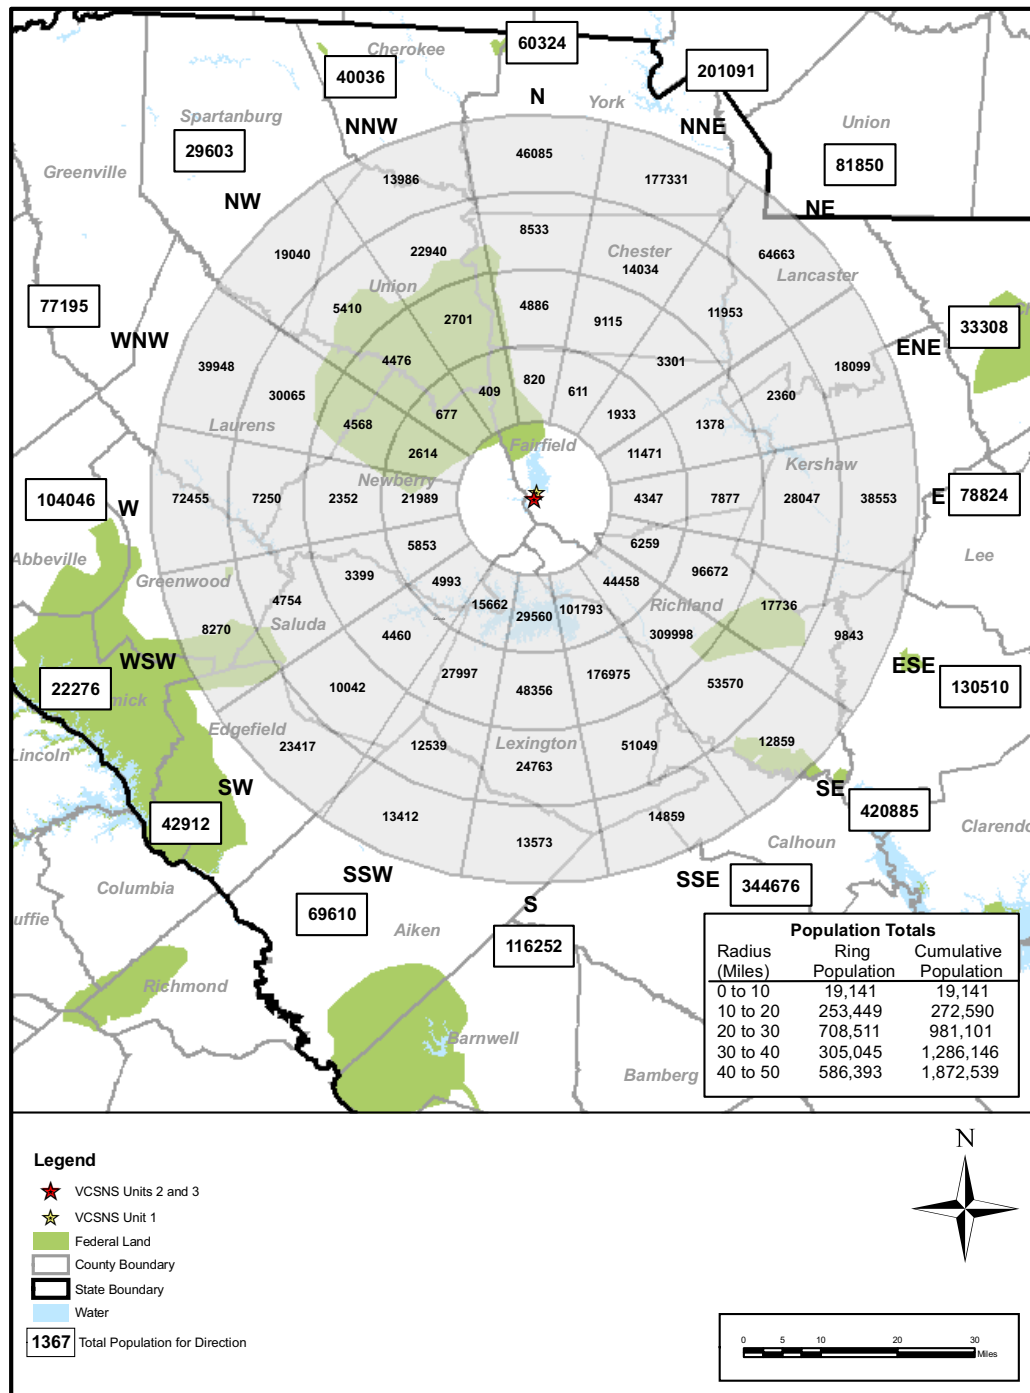 60324
Cherokee
40036
201091
N
York
Spartanburg
NNW
NNE
Union
29603
81850
46085
Greenville
13986
177331
NW
NE
8533
19040
22940
Chester
14034
64663
Lancaster
Union
77195
5410
2701
4886
9115
11953
33308
WNW
ENE
39948
4476
3301
18099
30065
820
409
611
2360
677
1933
4568
1378
Laurens
Fairfield
2614
11471
Newberry
Kershaw
104046
W
72455
7250
2352
21989
4347
7877
28047
38553
E
78824
5853
6259
Abbeville
Lee
3399
4993
44458
96672
Greenwood
4754
15662
29560
101793
Richland
17736
Saluda
8270
4460
309998
9843
WSW
ESE
22276
mick
10042
27997
48356
176975
53570
130510
Edgefield
23417
12539
Lexington
24763
51049
12859
Lincoln
SW
SE
42912
13412
13573
14859
420885
Calhoun
Clarendo
SSW
SSE
344676
Columbia
69610
S
uffie
Aiken
116252
Richmond
Barnwell
Bamberg
Population Totals
Radius (Miles) Ring Population Cumulative Population
0 to 10 19,141 19,141
10 to 20 253,449 272,590
20 to 30 708,511 981,101
30 to 40 305,045 1,286,146
40 to 50 586,393 1,872,539
Legend
VCSNS Units 2 and 3
VCSNS Unit 1
Federal Land
County Boundary
State Boundary
Water
1367 Total Population for Direction
N
0 5 10 20 30
Miles